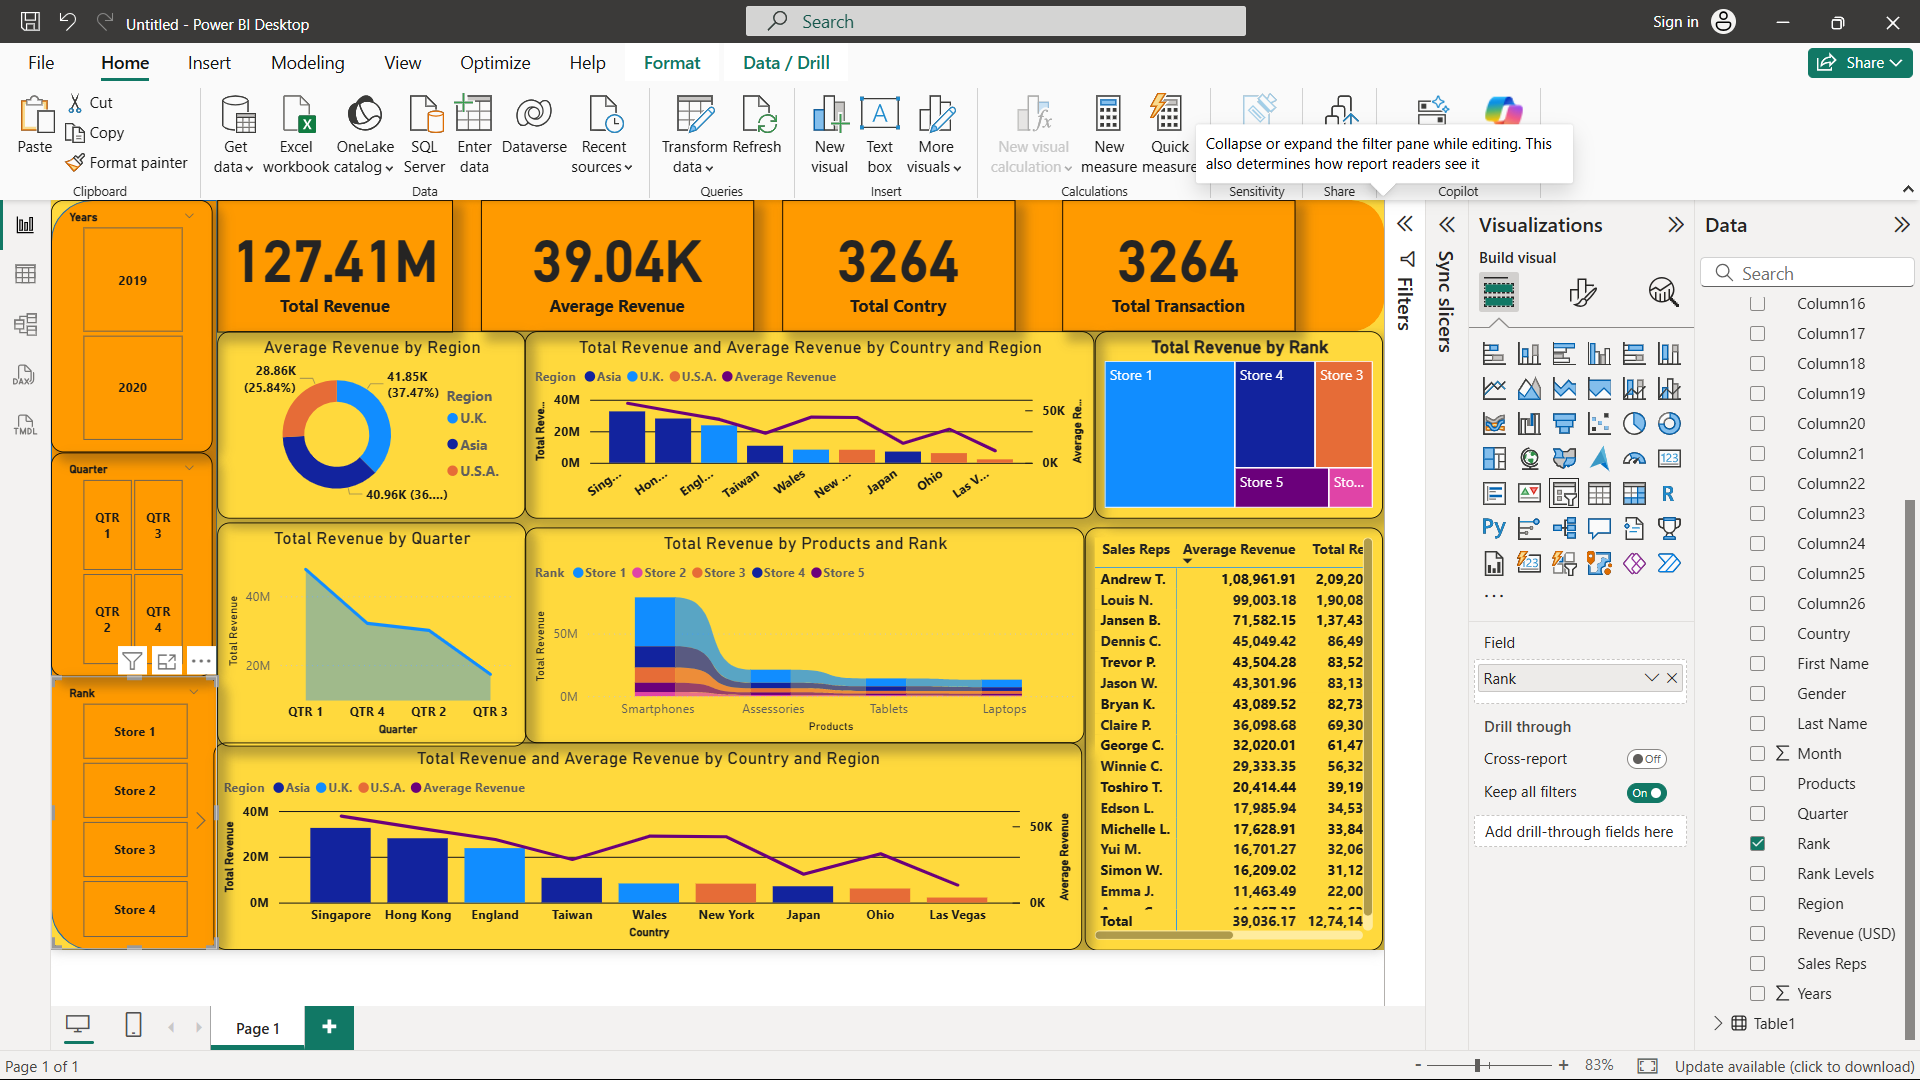 Untitled - Power BI Desktop
Search
Sign in
File Home Insert Modeling View Optimize Help Format Data / Drill
Share
Paste
Cut
Copy
Format painter
Clipboard
Get data
Excel workbook
OneLake catalog
SQL Server
Enter data
Dataverse
Recent sources
Data
Transform data
Refresh
Queries
New visual
Text box
More visuals
Insert
New visual calculation
New measure
Quick measure
Calculations
Sensitivity
Share
Copilot
Collapse or expand the filter pane while editing. This
also determines how report readers see it
Years
2019
2020
Quarter
QTR 1
QTR 3
QTR 2
QTR 4
Rank
Store 1
Store 2
Store 3
Store 4
127.41M
Total Revenue
39.04K
Average Revenue
3264
Total Contry
3264
Total Transaction
Average Revenue by Region
28.86K
(25.84%)
41.85K
(37.47%)
40.96K (36....)
Region
U.K.
Asia
U.S.A.
Total Revenue and Average Revenue by Country and Region
Region Asia U.K. U.S.A. Average Revenue
Total Reve...
40M
20M
0M
50K
0K
Average Re...
Sing... Hon... Engl... Taiwan Wales New ... Japan Ohio Las V...
Total Revenue by Rank
Store 1
Store 4
Store 3
Store 5
Sto...
Total Revenue by Quarter
Total Revenue
40M
20M
QTR 1 QTR 4 QTR 2 QTR 3
Quarter
Total Revenue by Products and Rank
Rank Store 1 Store 2 Store 3 Store 4 Store 5
Total Revenue
50M
0M
Smartphones Assessories Tablets Laptops
Products
Sales Reps Average Revenue Total Re
Andrew T. 1,08,961.91 2,09,20
Louis N. 99,003.18 1,90,08
Jansen B. 71,582.15 1,37,43
Dennis C. 45,049.42 86,49
Trevor P. 43,504.28 83,52
Jason W. 43,301.96 83,13
Bryan K. 43,089.52 82,73
Claire P. 36,098.68 69,30
George C. 32,020.01 61,47
Winnie C. 29,333.35 56,32
Toshiro T. 20,414.44 39,19
Edson L. 17,985.94 34,53
Michelle L. 17,628.91 33,84
Yui M. 16,701.27 32,06
Simon W. 16,209.02 31,12
Emma J. 11,463.49 22,00
Total 39,036.17 12,74,14
Total Revenue and Average Revenue by Country and Region
Region Asia U.K. U.S.A. Average Revenue
Total Revenue
40M
20M
0M
50K
0K
Average Revenue
Singapore Hong Kong England Taiwan Wales New York Japan Ohio Las Vegas
Country
Filters
Sync slicers
Visualizations
Build visual
123
R
Py
123
...
Field
Rank
Drill through
Cross-report Off
Keep all filters On
Add drill-through fields here
Data
Search
Column16
Column17
Column18
Column19
Column20
Column21
Column22
Column23
Column24
Column25
Column26
Country
First Name
Gender
Last Name
Month
Products
Quarter
Rank
Rank Levels
Region
Revenue (USD)
Sales Reps
Years
Table1
DAX
TMDL
Page 1
Page 1 of 1
- + 83%
Update available (click to download)